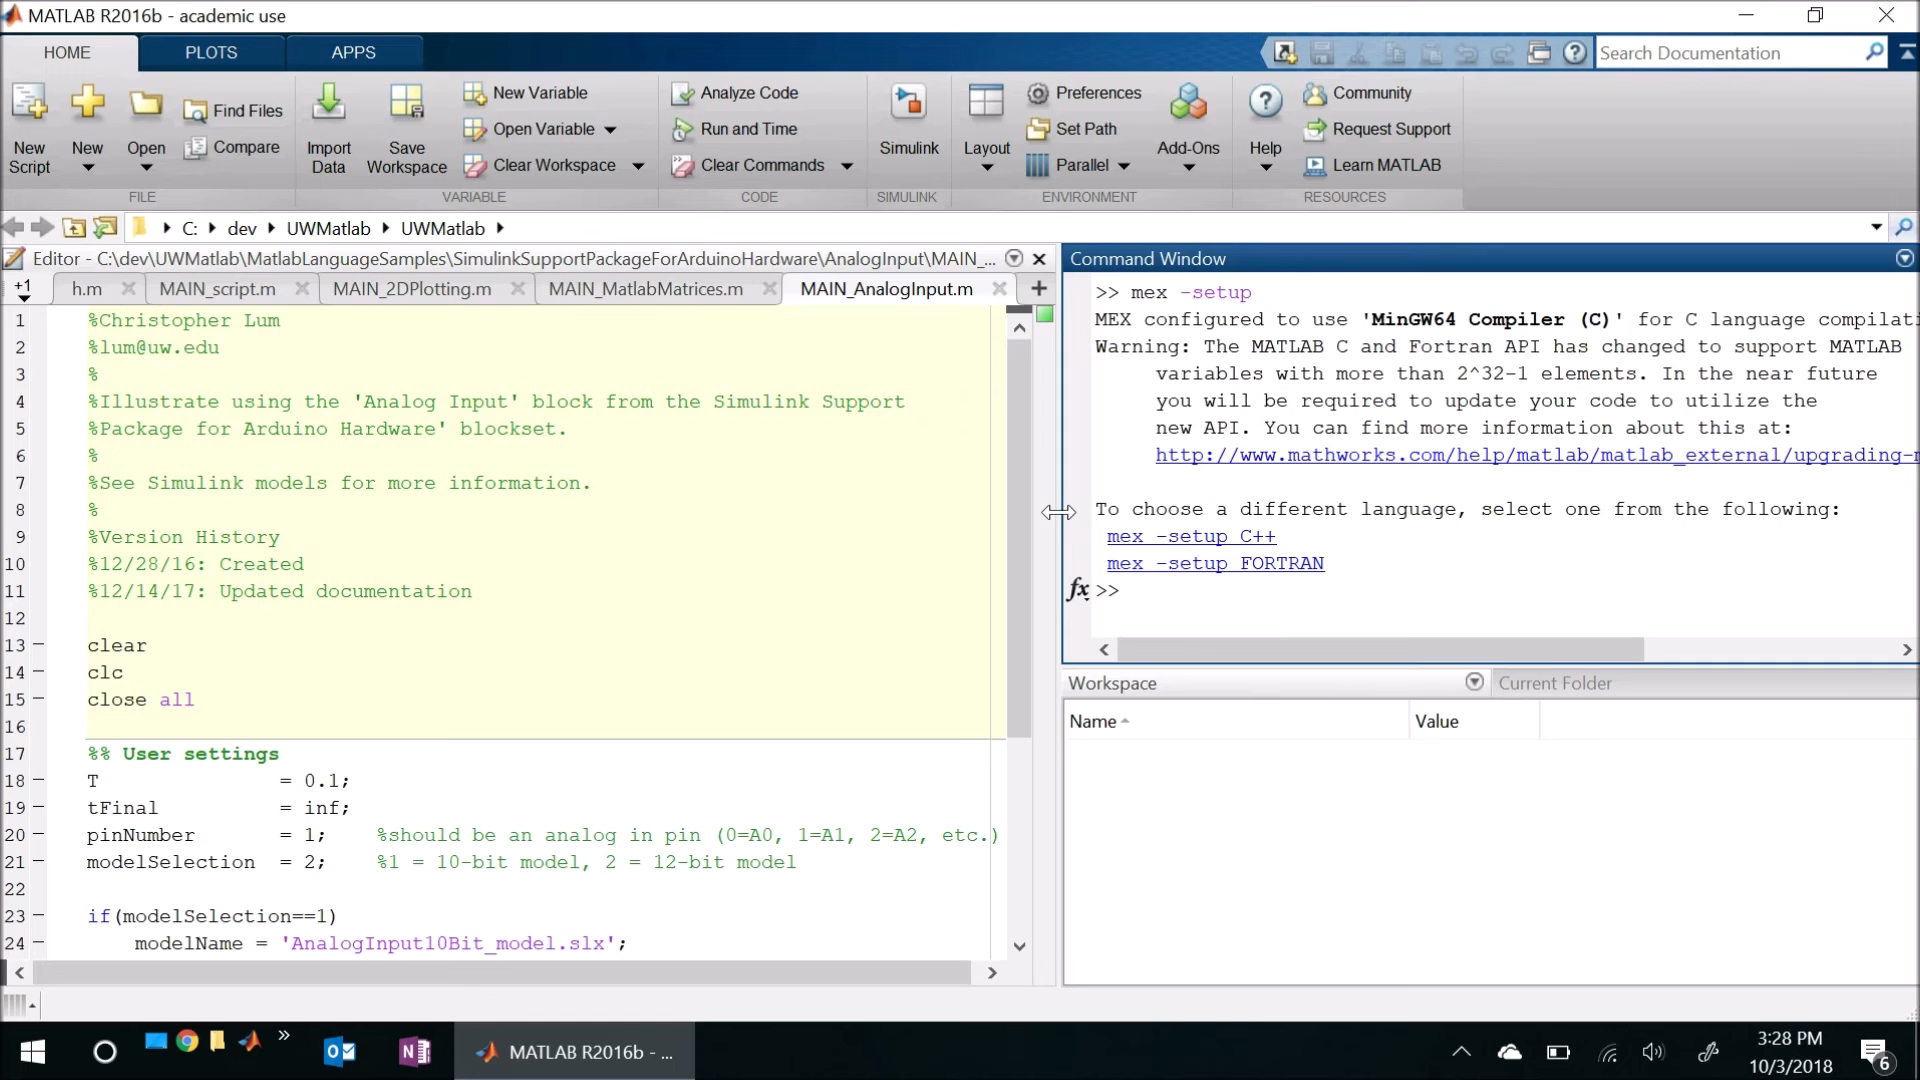 MATLAB R2016b - academic use
HOME PLOTS APPS
Search Documentation
New Script
New
Open
Find Files
Compare
FILE
Import Data
Save Workspace
New Variable
Open Variable
Clear Workspace
VARIABLE
Analyze Code
Run and Time
Clear Commands
CODE
Simulink
SIMULINK
Layout
Preferences
Set Path
Parallel
Add-Ons
ENVIRONMENT
Help
Community
Request Support
Learn MATLAB
RESOURCES
C: dev UWMatlab UWMatlab
Editor - C:\dev\UWMatlab\MatlabLanguageSamples\SimulinkSupportPackageForArduinoHardware\AnalogInput\MAIN_...
+1 h.m MAIN_script.m MAIN_2DPlotting.m MAIN_MatlabMatrices.m MAIN_AnalogInput.m
1 %Christopher Lum
2 %lum@uw.edu
3 %
4 %Illustrate using the 'Analog Input' block from the Simulink Support
5 %Package for Arduino Hardware' blockset.
6 %
7 %See Simulink models for more information.
8 %
9 %Version History
10 %12/28/16: Created
11 %12/14/17: Updated documentation
12
13 clear
14 clc
15 close all
16
17 %% User settings
18 T = 0.1;
19 tFinal = inf;
20 pinNumber = 1; %should be an analog in pin (0=A0, 1=A1, 2=A2, etc.)
21 modelSelection = 2; %1 = 10-bit model, 2 = 12-bit model
22
23 if(modelSelection==1)
24 modelName = 'AnalogInput10Bit_model.slx';
Command Window
>> mex -setup
MEX configured to use 'MinGW64 Compiler (C)' for C language compilati
Warning: The MATLAB C and Fortran API has changed to support MATLAB
variables with more than 2^32-1 elements. In the near future
you will be required to update your code to utilize the
new API. You can find more information about this at:
http://www.mathworks.com/help/matlab/matlab_external/upgrading-
To choose a different language, select one from the following:
mex -setup C++
mex -setup FORTRAN
fx >>
Workspace Current Folder
Name Value
MATLAB R2016b - ...
3:28 PM
10/3/2018
6